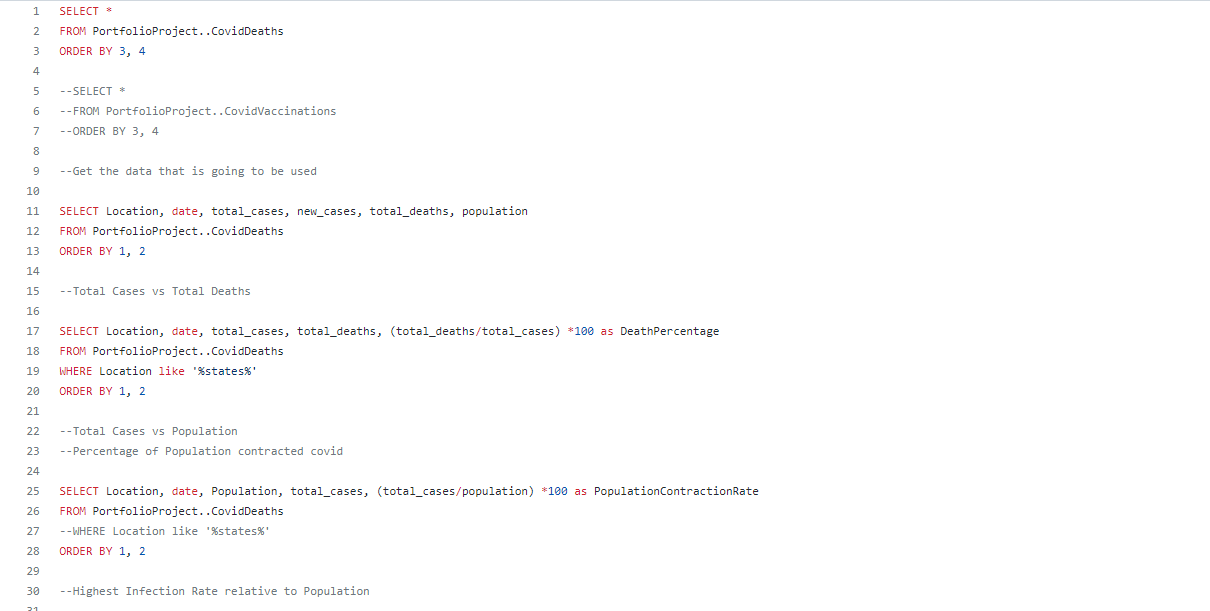 1 SELECT *
2 FROM PortfolioProject..CovidDeaths
3 ORDER BY 3, 4
4
5 --SELECT *
6 --FROM PortfolioProject..CovidVaccinations
7 --ORDER BY 3, 4
8
9 --Get the data that is going to be used
10
11 SELECT Location, date, total_cases, new_cases, total_deaths, population
12 FROM PortfolioProject..CovidDeaths
13 ORDER BY 1, 2
14
15 --Total Cases vs Total Deaths
16
17 SELECT Location, date, total_cases, total_deaths, (total_deaths/total_cases) *100 as DeathPercentage
18 FROM PortfolioProject..CovidDeaths
19 WHERE Location like '%states%'
20 ORDER BY 1, 2
21
22 --Total Cases vs Population
23 --Percentage of Population contracted covid
24
25 SELECT Location, date, Population, total_cases, (total_cases/population) *100 as PopulationContractionRate
26 FROM PortfolioProject..CovidDeaths
27 --WHERE Location like '%states%'
28 ORDER BY 1, 2
29
30 --Highest Infection Rate relative to Population
31